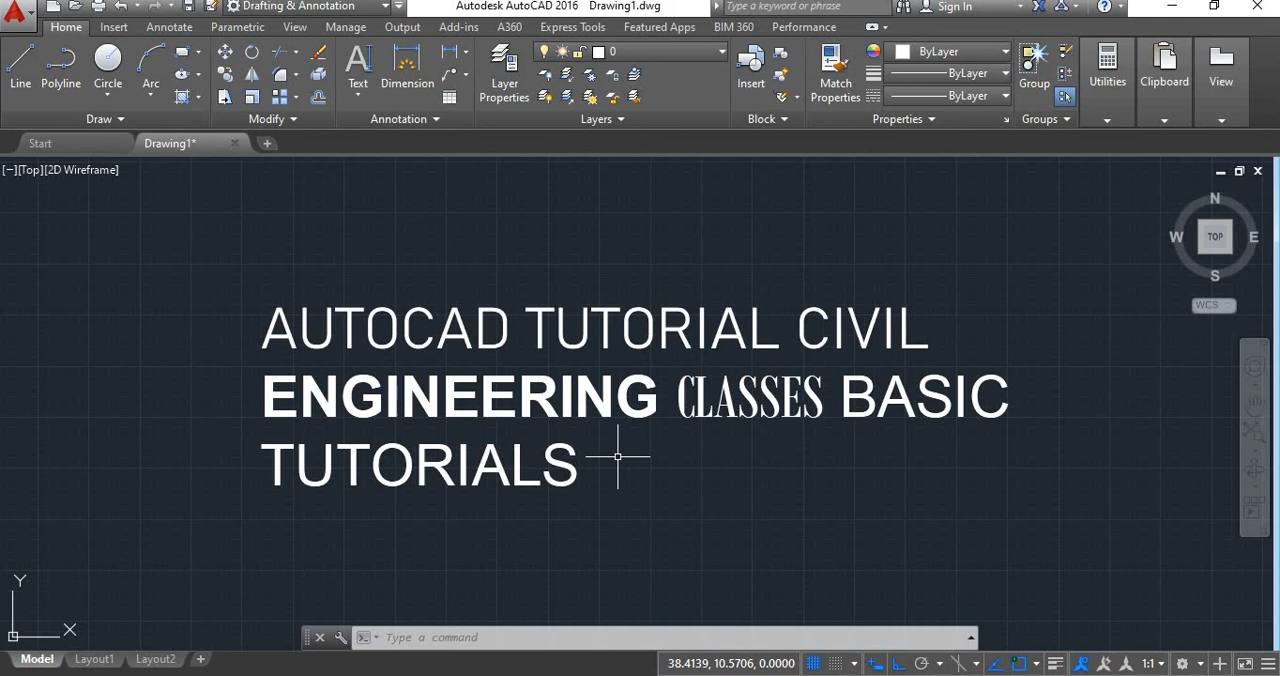 Drafting & Annotation Autodesk AutoCAD 2016 Drawing1.dwg Type a keyword or phrase Sign In
Home Insert Annotate Parametric View Manage Output Add-ins A360 Express Tools Featured Apps BIM 360 Performance
Line Polyline Circle Arc Text Dimension Layer Properties 0 Insert Match Properties ByLayer ByLayer ByLayer Group Utilities Clipboard View
Draw Modify Annotation Layers Block Properties Groups
Start Drawing1* +
[−][Top][2D Wireframe]
N
W TOP E
S
WCS
AUTOCAD TUTORIAL CIVIL
ENGINEERING CLASSES BASIC
TUTORIALS
Y
X
Type a command
Model Layout1 Layout2 + 38.4139, 10.5706, 0.0000 1:1